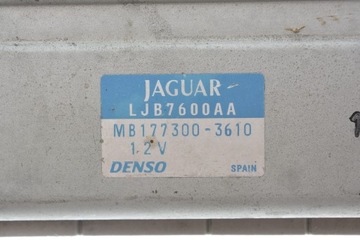 JAGUAR
LJB7600AA
MB177300-3610
12V
DENSO SPAIN